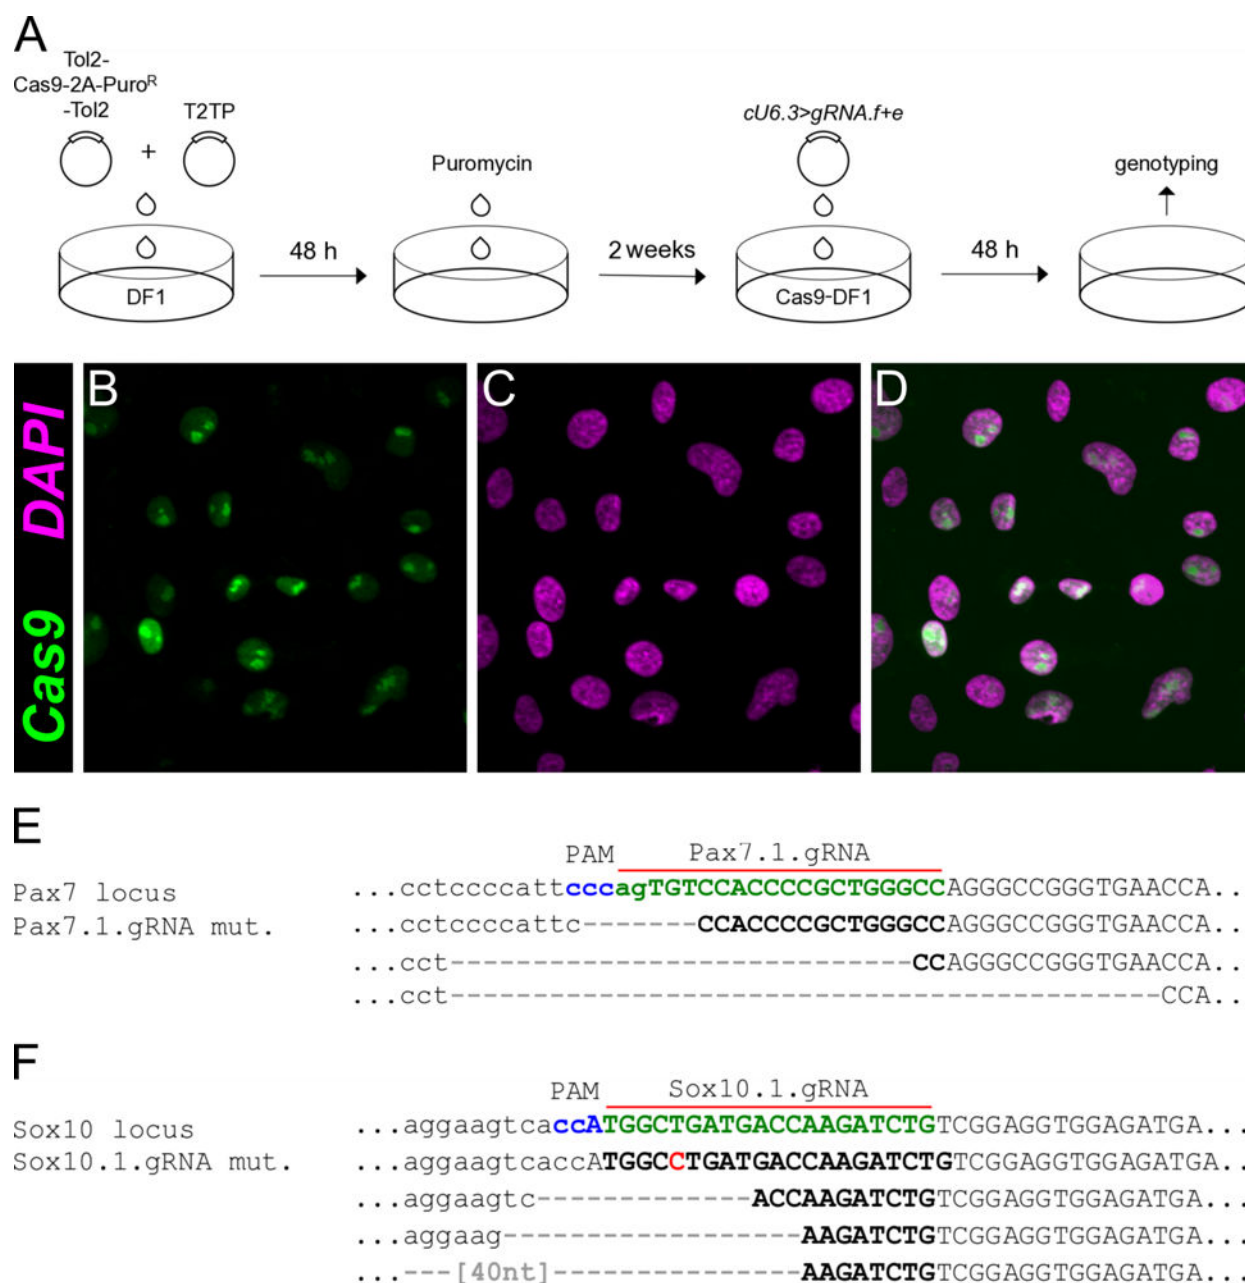 A
Tol2-
Cas9-2A-Puro^R
-Tol2
T2TP
cU6.3>gRNA.f+e
+
Puromycin
genotyping
48 h
2 weeks
48 h
DF1
Cas9-DF1
Cas9 DAPI
B
C
D
E
PAM Pax7.1.gRNA
Pax7 locus ...cctccccattcccagTGTCCACCCCGCTGGGCCAGGGCCGGGTGAACCA..
Pax7.1.gRNA mut. ...cctccccattc-------CCACCCCGCTGGGCCAGGGCCGGGTGAACCA..
...cct----------------------------CCAGGGCCGGGTGAACCA..
...cct-------------------------------------------CCA..
F
PAM Sox10.1.gRNA
Sox10 locus ...aggaagtcaccATGGCTGATGACCAAGATCTGTCGGAGGTGGAGATGA...
Sox10.1.gRNA mut. ...aggaagtcaccATGGCCTGATGACCAAGATCTGTCGGAGGTGGAGATGA...
...aggaagtc-------------ACCAAGATCTGTCGGAGGTGGAGATGA...
...aggaag------------------AAGATCTGTCGGAGGTGGAGATGA...
...---[40nt]---------------AAGATCTGTCGGAGGTGGAGATGA...